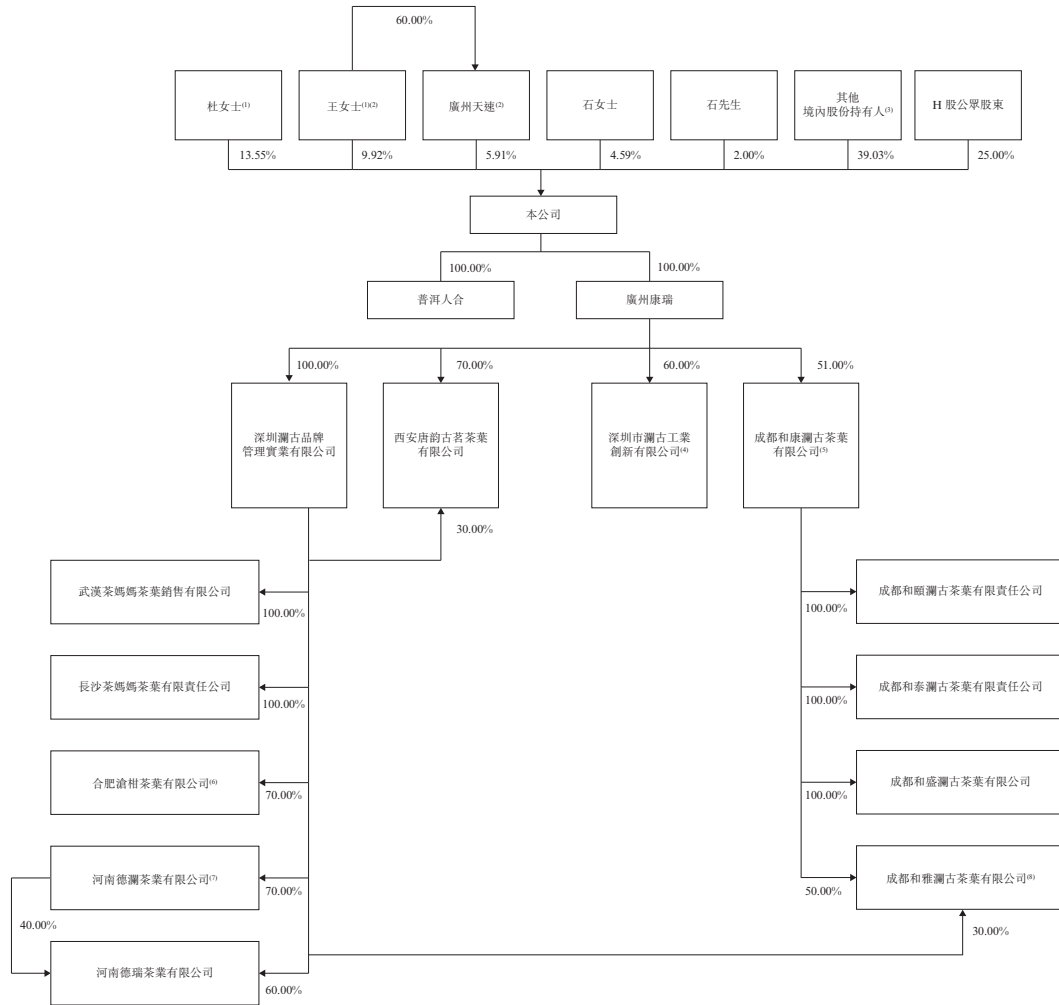 60.00%
杜女士(1)
王女士(1)(2)
廣州天速(2)
石女士
石先生
其他
境內股份持有人(3)
H 股公眾股東
13.55%
9.92%
5.91%
4.59%
2.00%
39.03%
25.00%
本公司
100.00%
100.00%
普洱人合
廣州康瑞
100.00%
70.00%
60.00%
51.00%
深圳瀾古品牌
管理實業有限公司
西安唐韵古茗茶葉
有限公司
深圳市瀾古工業
創新有限公司(4)
成都和康瀾古茶葉
有限公司(5)
30.00%
武漢茶媽媽茶葉銷售有限公司
100.00%
成都和頤瀾古茶葉有限責任公司
100.00%
長沙茶媽媽茶葉有限責任公司
100.00%
成都和泰瀾古茶葉有限責任公司
100.00%
合肥滄柑茶葉有限公司(6)
70.00%
成都和盛瀾古茶葉有限公司
100.00%
河南德瀾茶業有限公司(7)
70.00%
成都和雅瀾古茶葉有限公司(8)
50.00%
40.00%
30.00%
河南德瑞茶業有限公司
60.00%